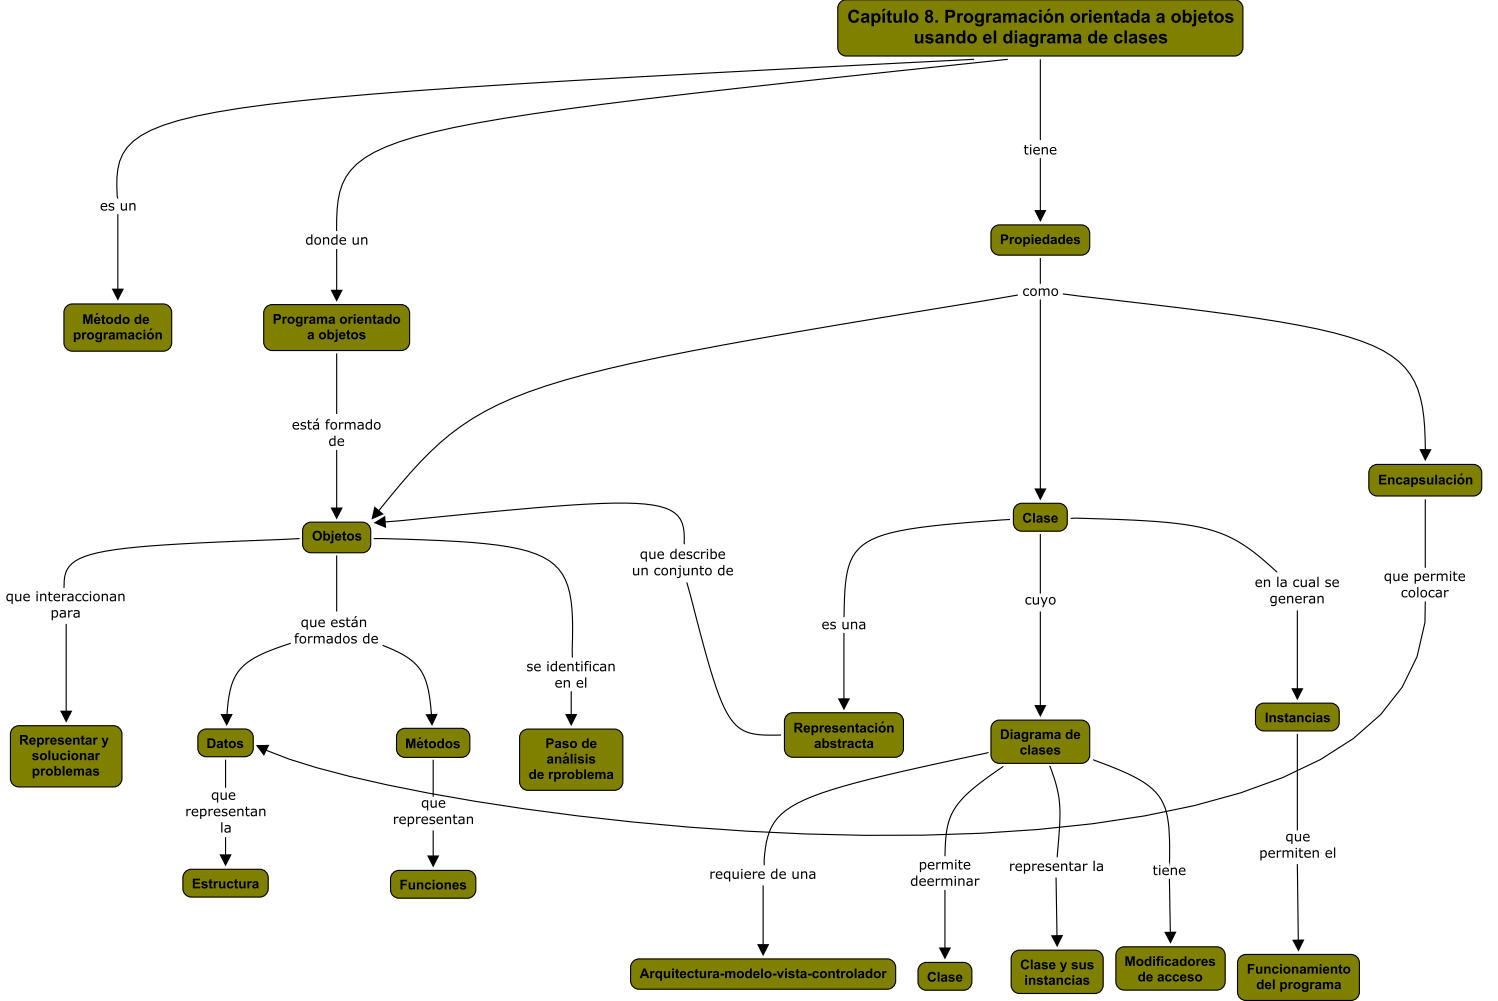 Capítulo 8. Programación orientada a objetos
usando el diagrama de clases
tiene
es un
donde un
Propiedades
como
Método de
programación
Programa orientado
a objetos
está formado
de
Encapsulación
Clase
Objetos
que describe
un conjunto de
que interaccionan
para
que están
formados de
cuyo
en la cual se
generan
que permite
colocar
es una
se identifican
en el
Representar y
solucionar
problemas
Datos
Métodos
Paso de
análisis
de rproblema
Representación
abstracta
Diagrama de
clases
Instancias
que
representan
la
que
representan
que
permiten el
Estructura
Funciones
requiere de una
permite
deerminar
representar la
tiene
Arquitectura-modelo-vista-controlador
Clase
Clase y sus
instancias
Modificadores
de acceso
Funcionamiento
del programa